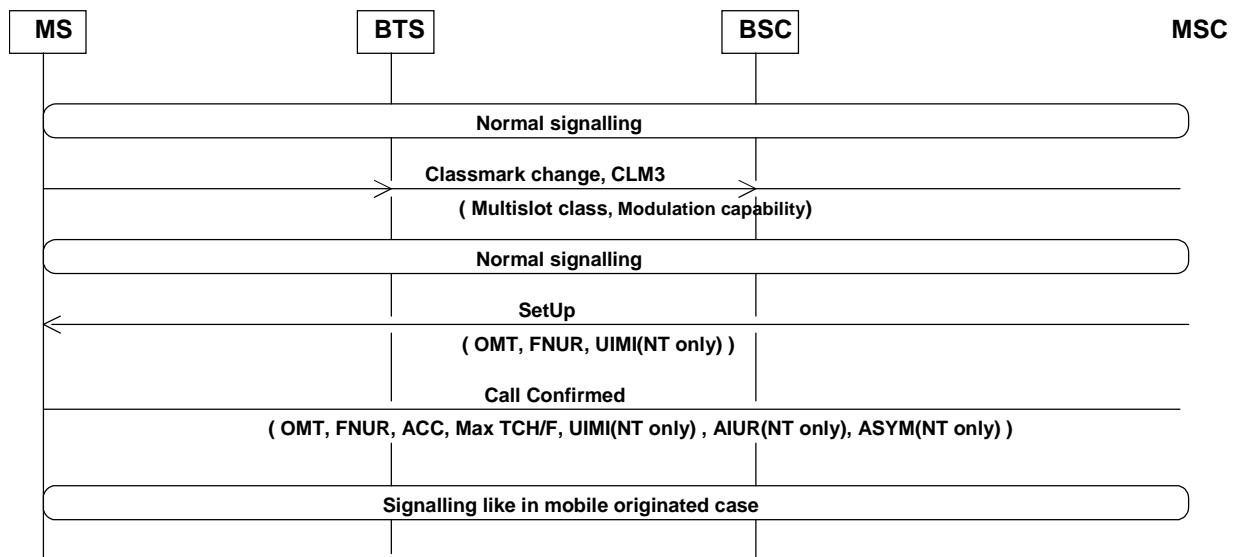 MS BTS BSC MSC
Normal signalling
Classmark change, CLM3
( Multislot class, Modulation capability)
Normal signalling
SetUp
( OMT, FNUR, UIMI(NT only) )
Call Confirmed
( OMT, FNUR, ACC, Max TCH/F, UIMI(NT only) , AIUR(NT only), ASYM(NT only) )
Signalling like in mobile originated case